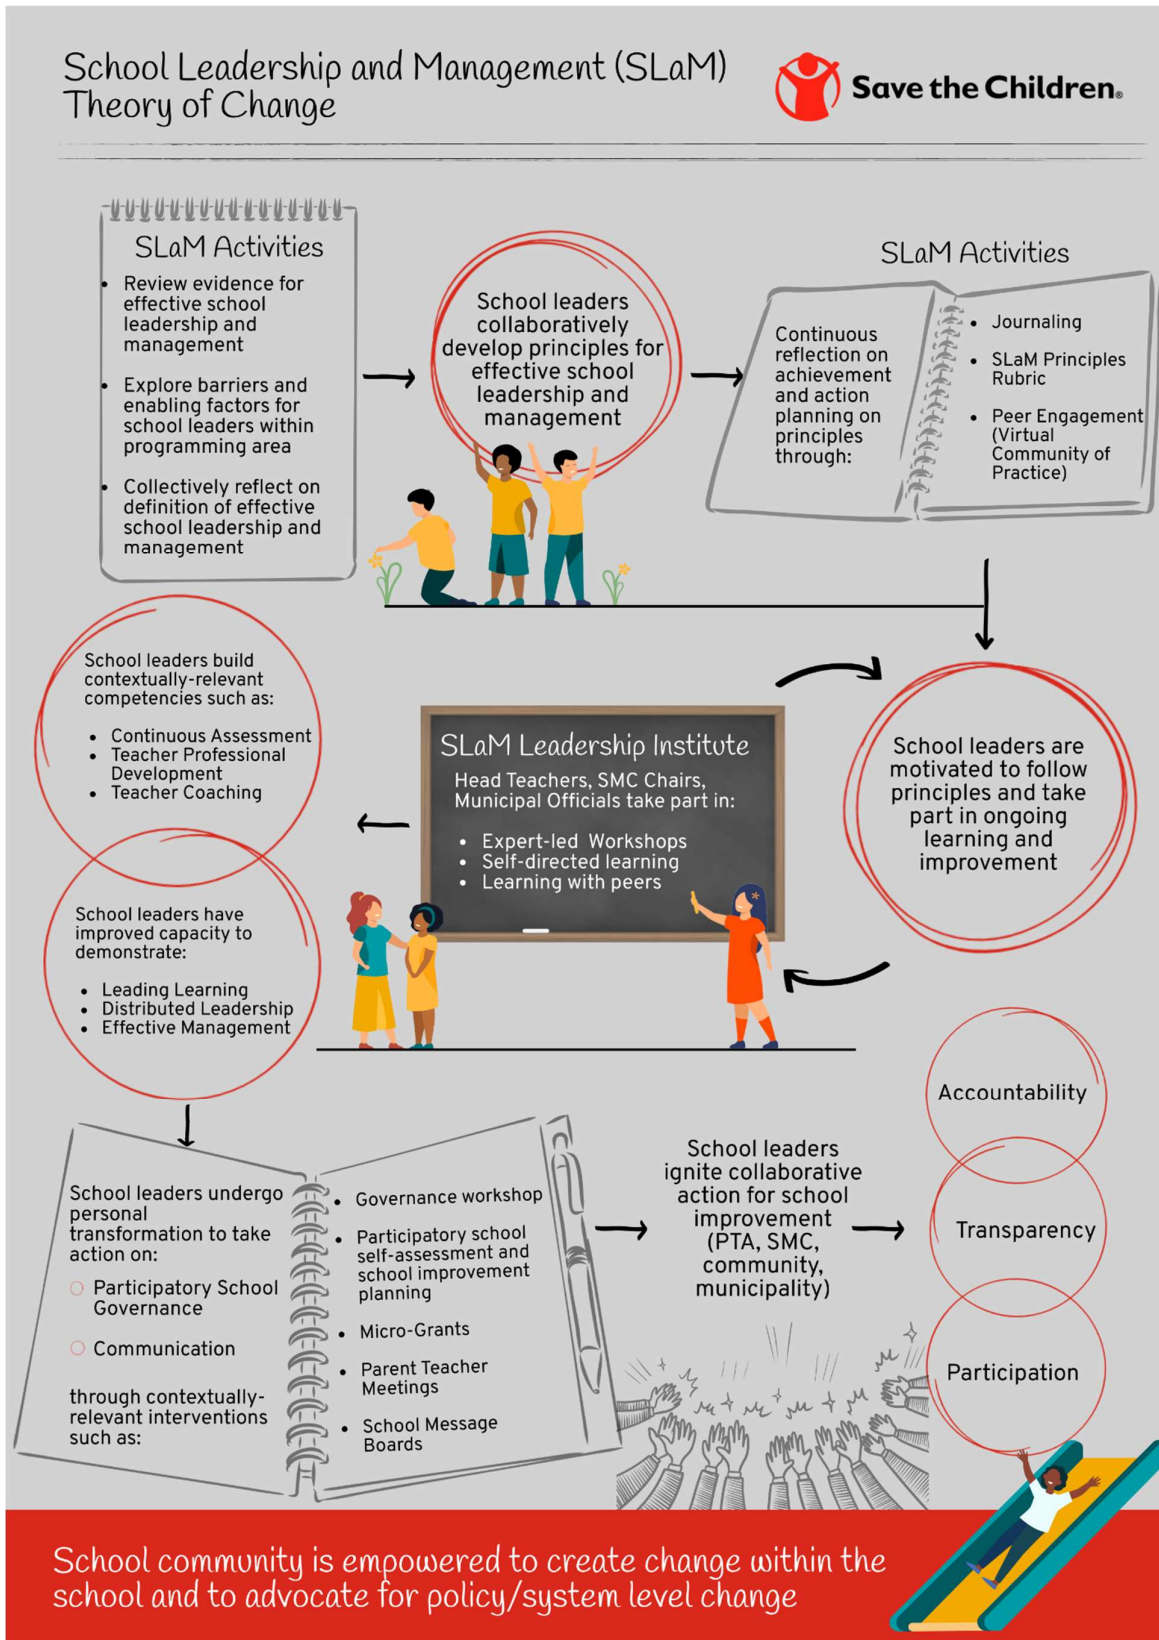 School Leadership and Management (SLaM)
Theory of Change
Save the Children®
SLaM Activities
• Review evidence for
effective school
leadership and
management
• Explore barriers and
enabling factors for
school leaders within
programming area
• Collectively reflect on
definition of effective
school leadership and
management
School leaders
collaboratively
develop principles for
effective school
leadership and
management
SLaM Activities
Continuous
reflection on
achievement
and action
planning on
principles
through:
• Journaling
• SLaM Principles
Rubric
• Peer Engagement
(Virtual
Community of
Practice)
School leaders are
motivated to follow
principles and take
part in ongoing
learning and
improvement
SLaM Leadership Institute
Head Teachers, SMC Chairs,
Municipal Officials take part in:
• Expert-led Workshops
• Self-directed learning
• Learning with peers
School leaders build
contextually-relevant
competencies such as:
• Continuous Assessment
• Teacher Professional
Development
• Teacher Coaching
School leaders have
improved capacity to
demonstrate:
• Leading Learning
• Distributed Leadership
• Effective Management
School leaders undergo
personal
transformation to take
action on:
Participatory School
Governance
Communication
through contextually-
relevant interventions
such as:
• Governance workshop
• Participatory school
self-assessment and
school improvement
planning
• Micro-Grants
• Parent Teacher
Meetings
• School Message
Boards
School leaders
ignite collaborative
action for school
improvement
(PTA, SMC,
community,
municipality)
Accountability
Transparency
Participation
School community is empowered to create change within the
school and to advocate for policy/system level change